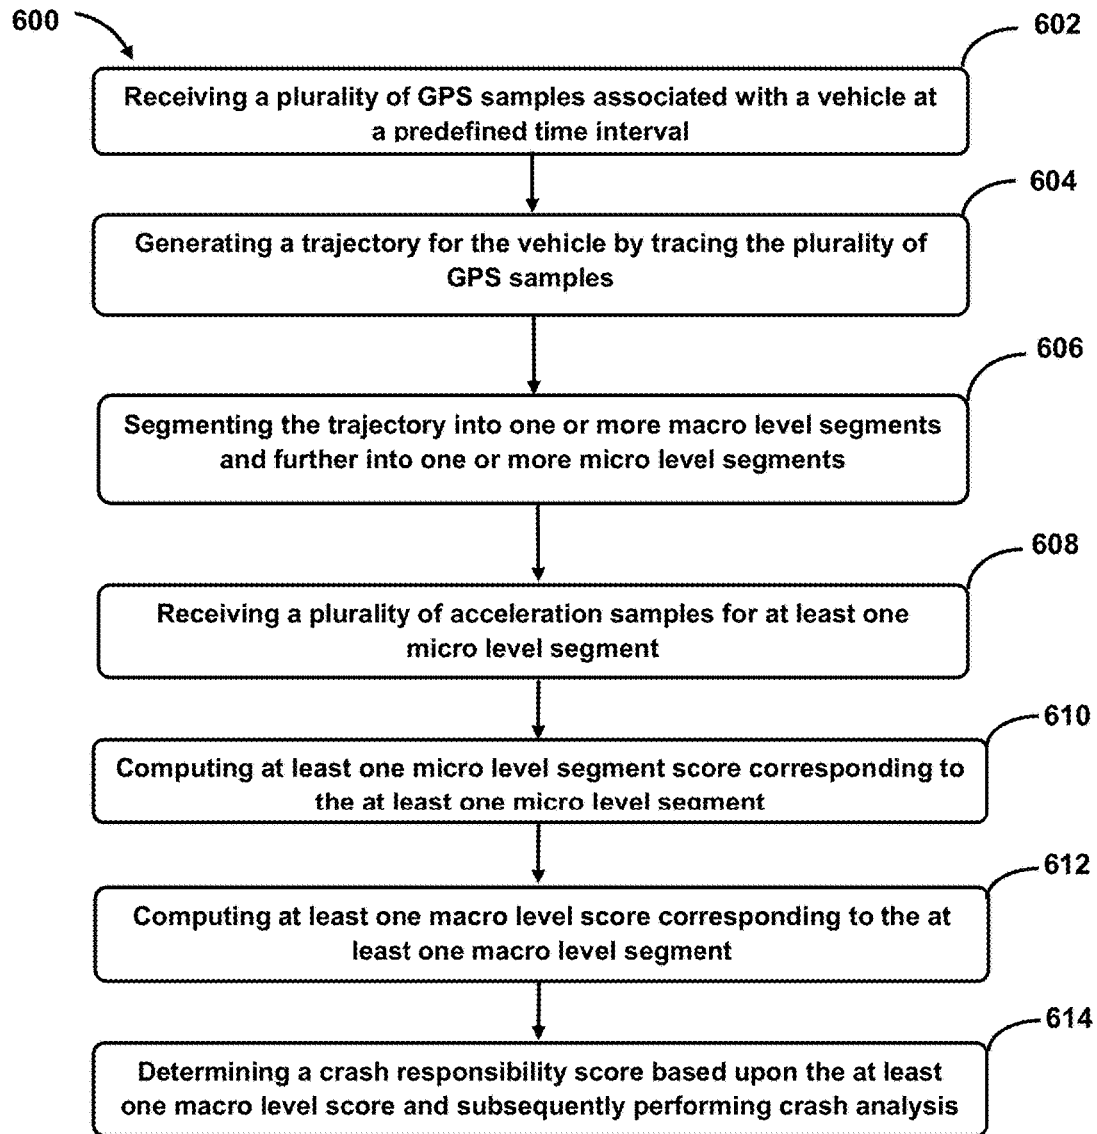 600
602
Receiving a plurality of GPS samples associated with a vehicle at
a predefined time interval
604
Generating a trajectory for the vehicle by tracing the plurality of
GPS samples
606
Segmenting the trajectory into one or more macro level segments
and further into one or more micro level segments
608
Receiving a plurality of acceleration samples for at least one
micro level segment
610
Computing at least one micro level segment score corresponding to
the at least one micro level segment
612
Computing at least one macro level score corresponding to the at
least one macro level segment
614
Determining a crash responsibility score based upon the at least
one macro level score and subsequently performing crash analysis